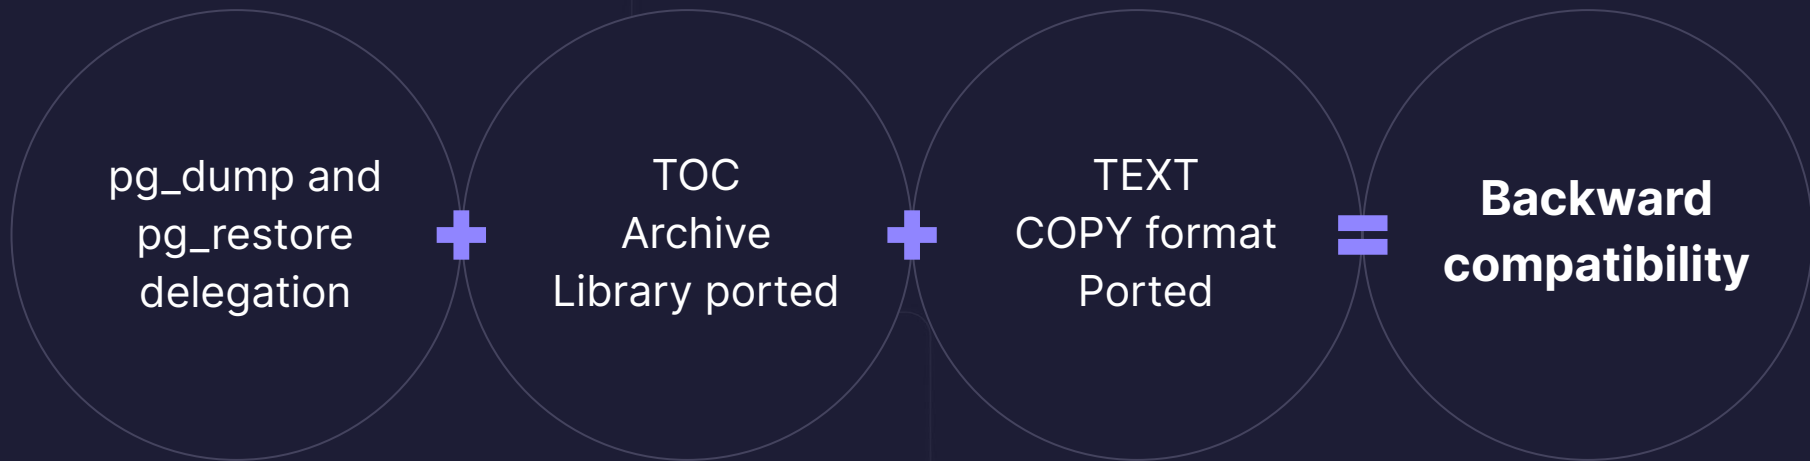 pg_dump and
pg_restore
delegation
TOC
Archive
Library ported
TEXT
COPY format
Ported
Backward
compatibility